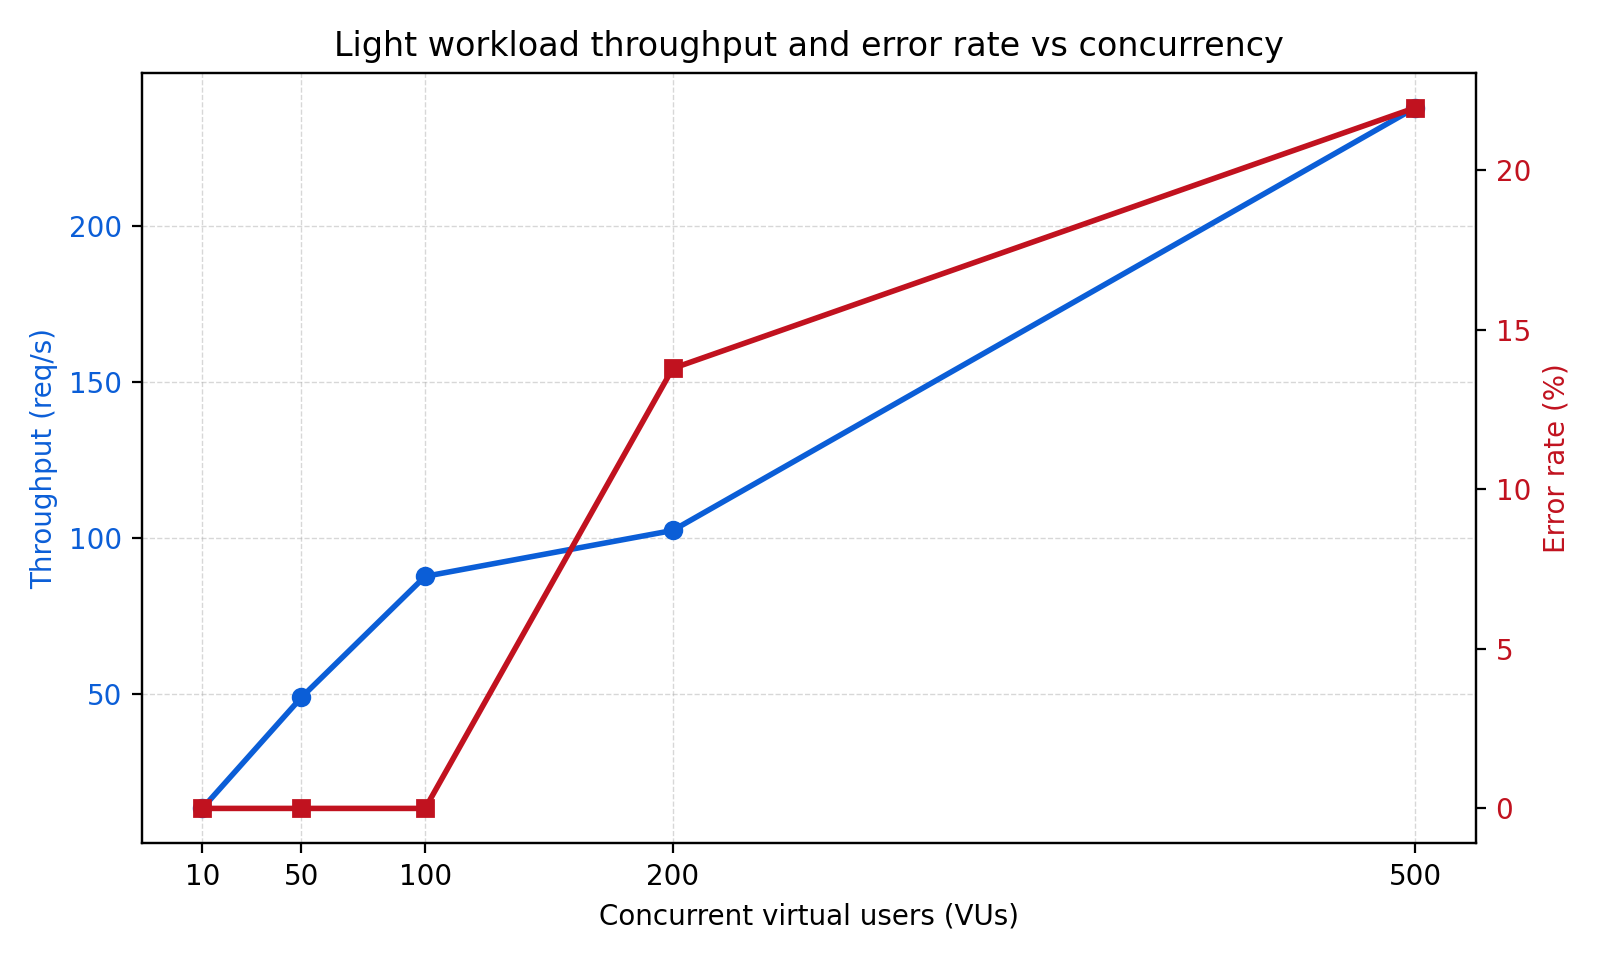 Light workload throughput and error rate vs concurrency
Throughput (req/s)
200
150
100
50
20
15
10
5
0
Error rate (%)
10 50 100 200 500
Concurrent virtual users (VUs)